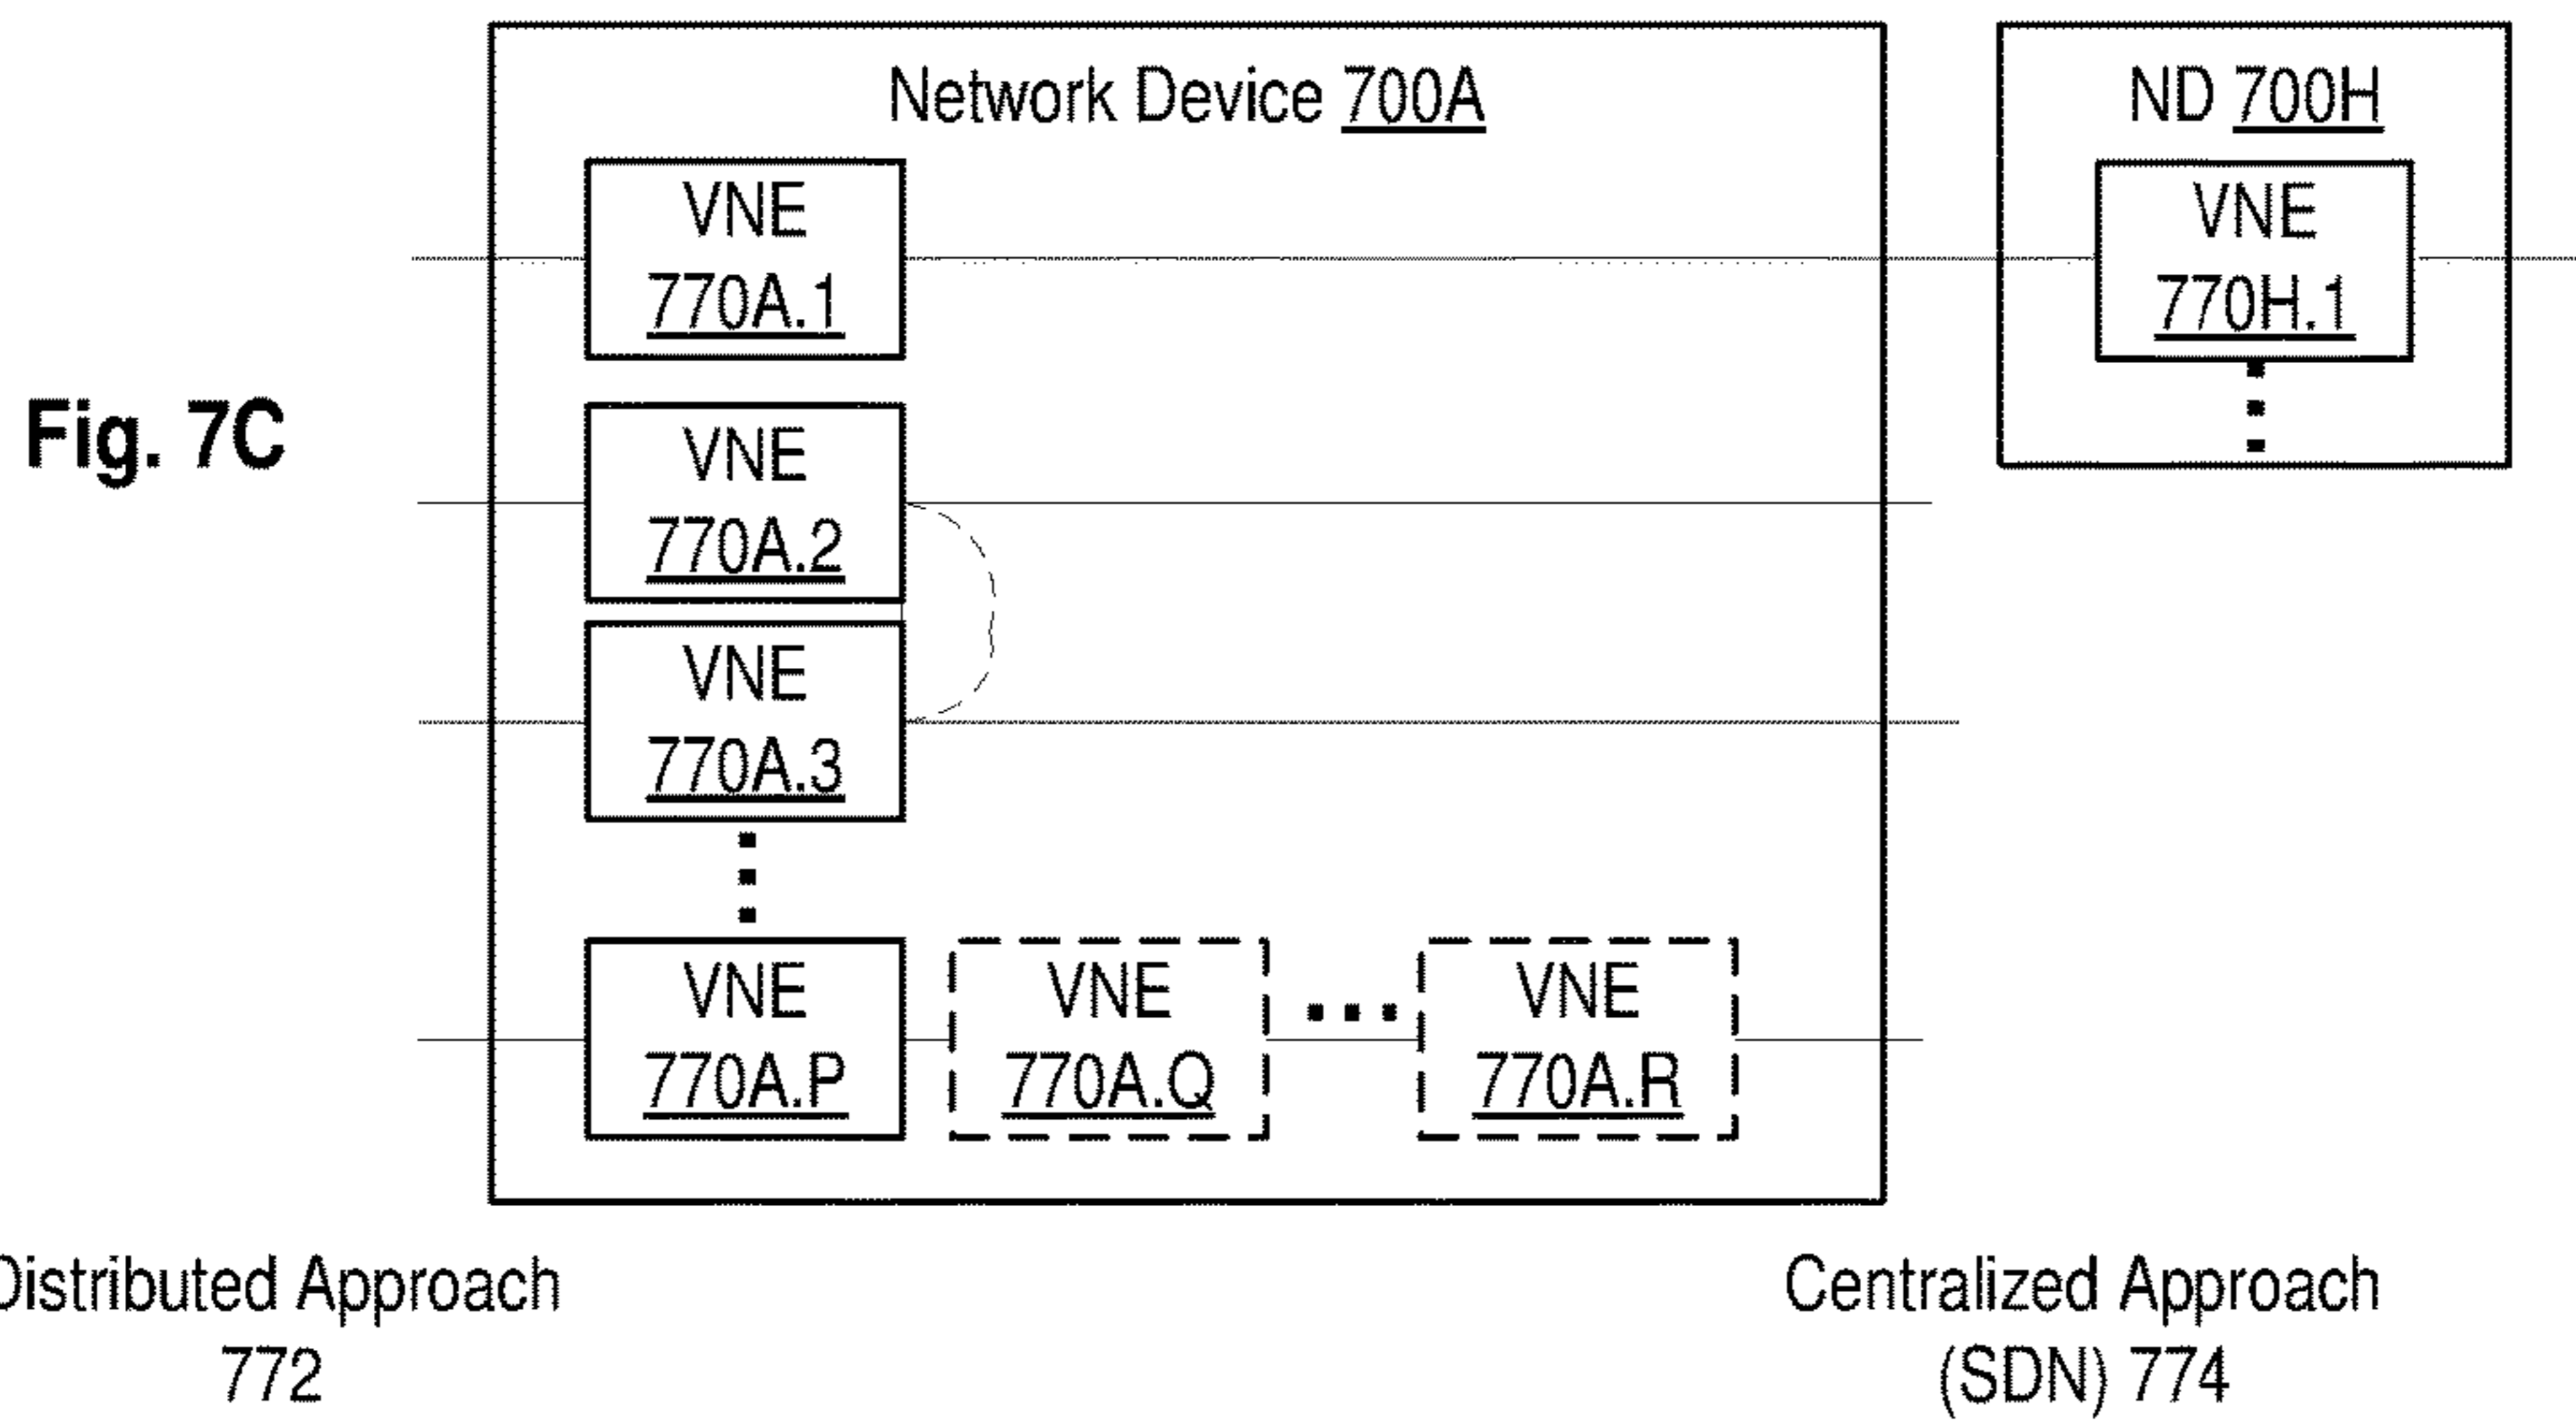 Network Device 700A
ND 700H
VNE
770A.1
VNE
770H.1
Fig. 7C
VNE
770A.2
VNE
770A.3
VNE
770A.P
VNE
770A.Q
VNE
770A.R
Distributed Approach
772
Centralized Approach
(SDN) 774